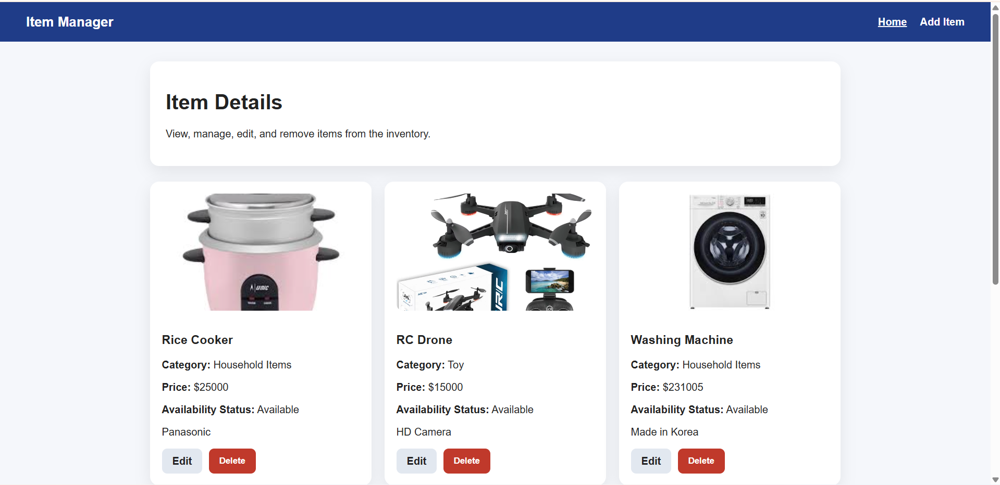 Item Manager
Home
Add Item
Item Details
View, manage, edit, and remove items from the inventory.
Rice Cooker
Category: Household Items
Price: $25000
Availability Status: Available
Panasonic
Edit
Delete
RC Drone
Category: Toy
Price: $15000
Availability Status: Available
HD Camera
Edit
Delete
Washing Machine
Category: Household Items
Price: $231005
Availability Status: Available
Made in Korea
Edit
Delete